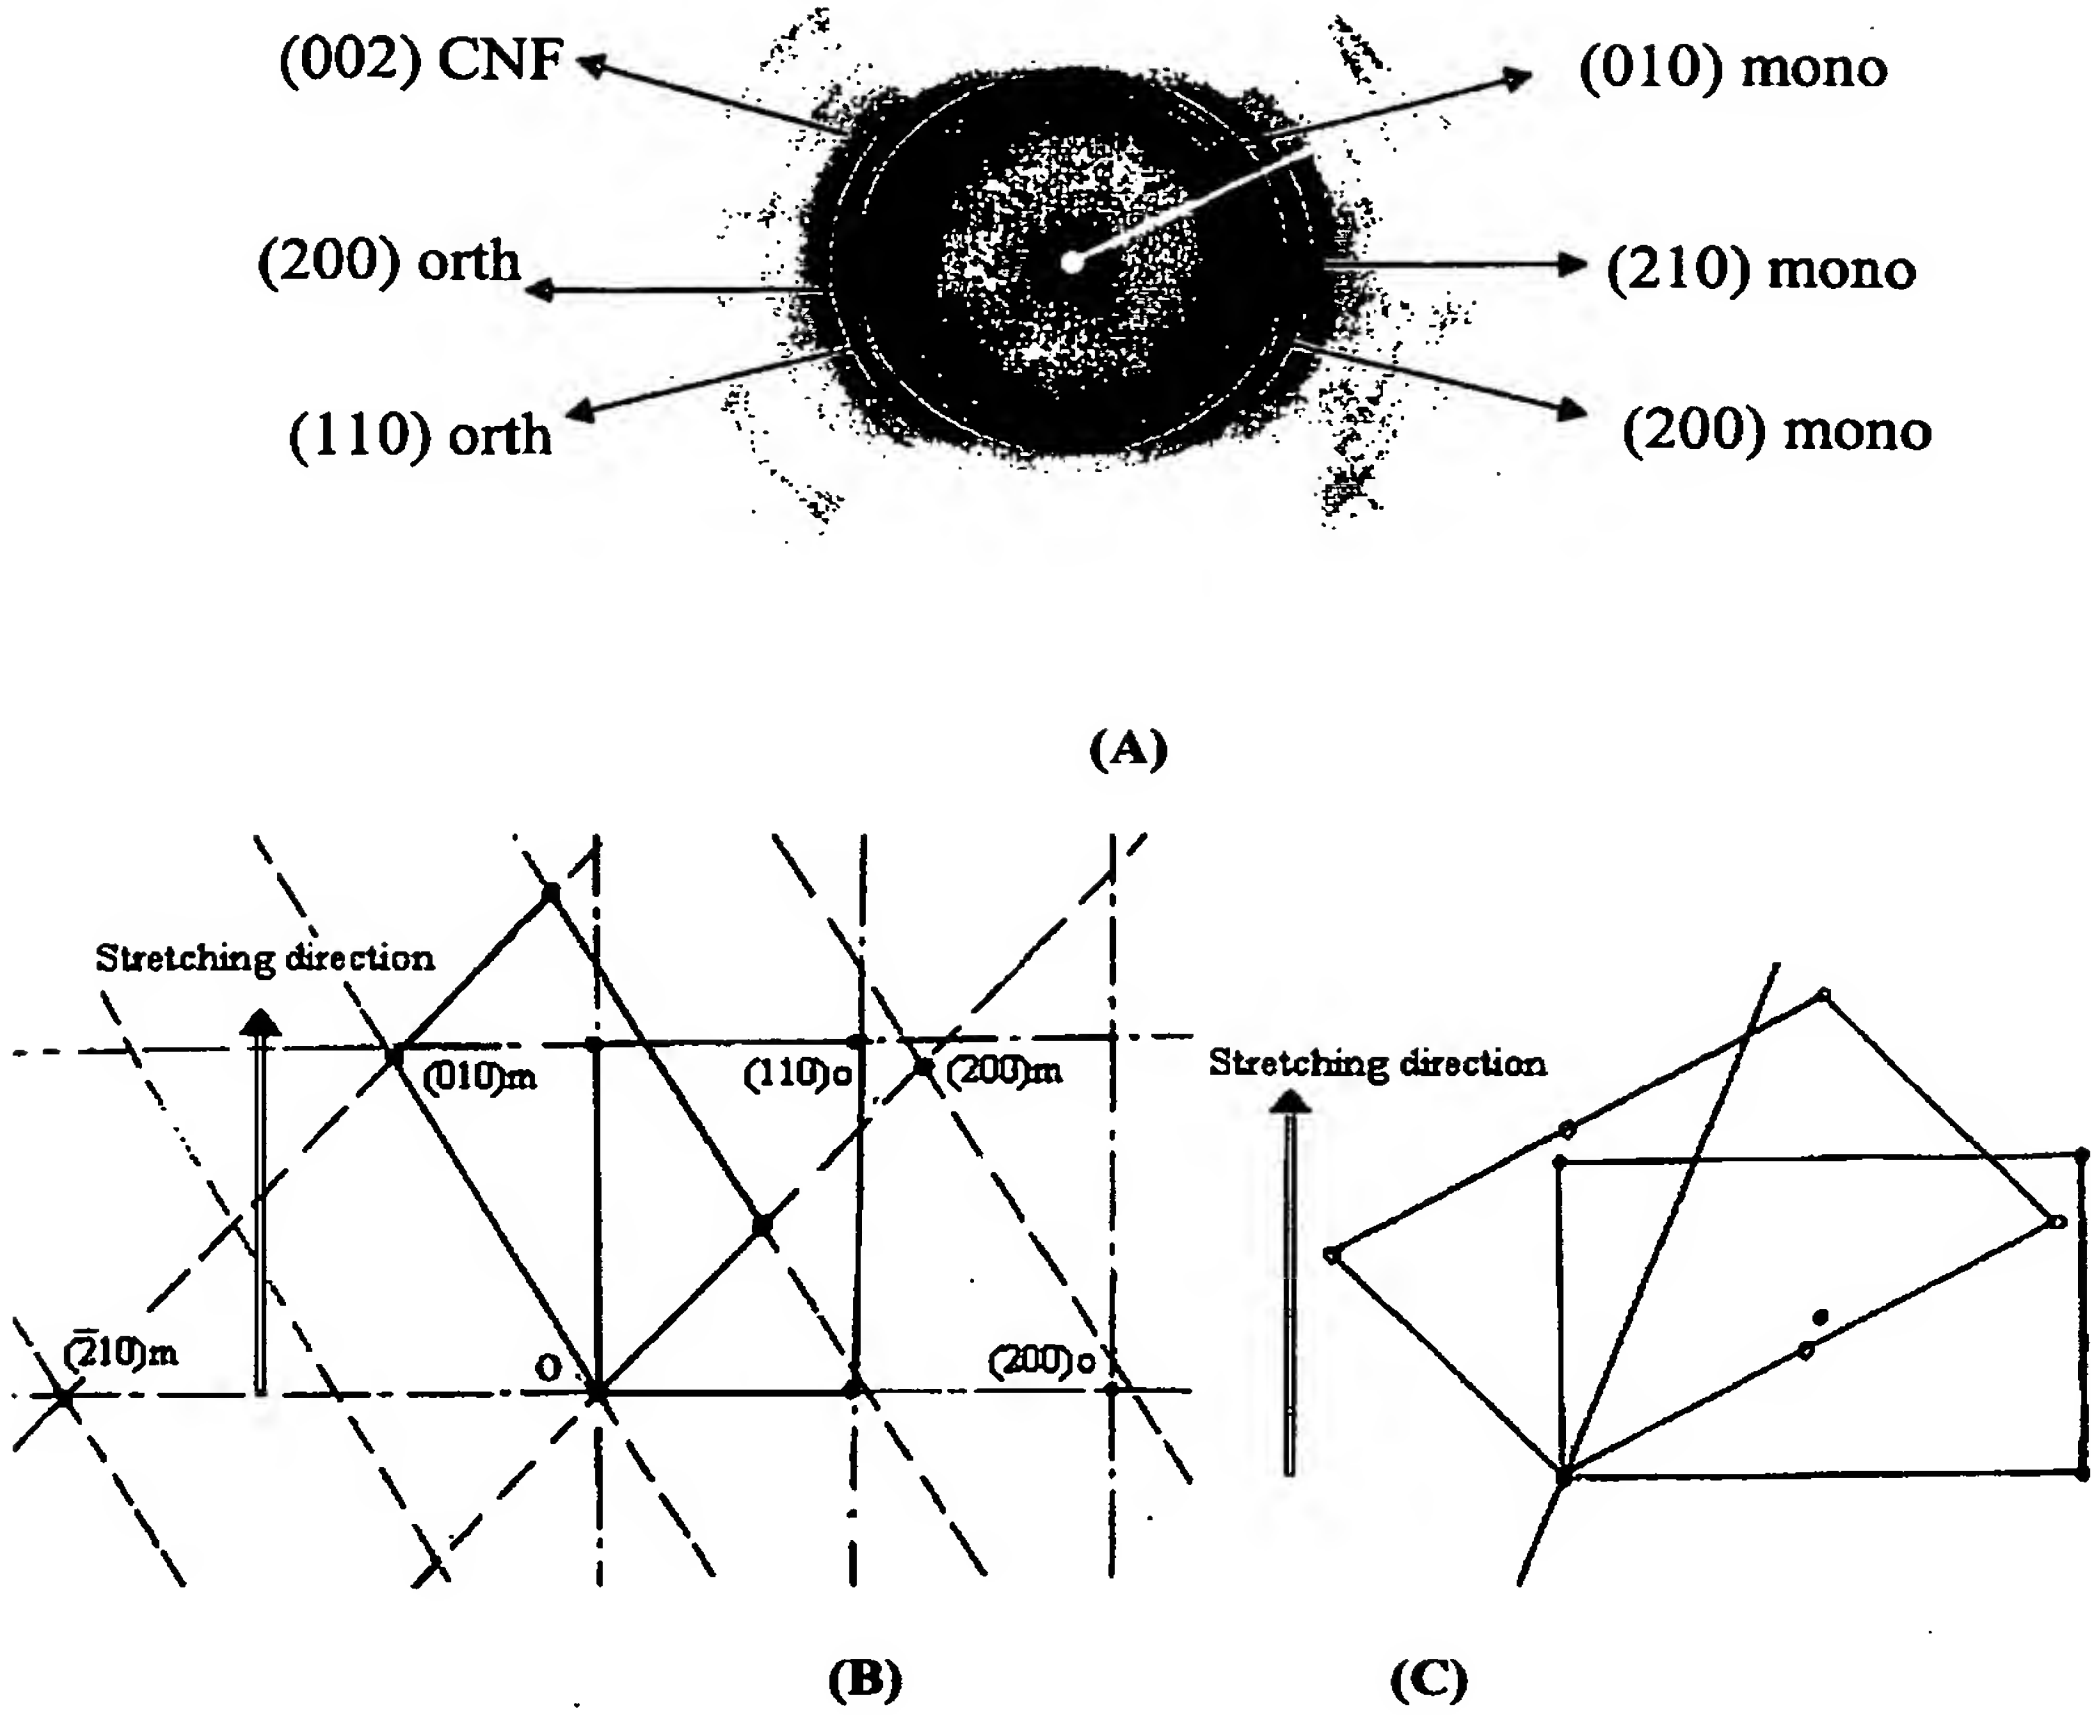 (002) CNF
(010) mono
(200) orth
(210) mono
(110) orth
(200) mono
(A)
Stretching direction
(010)m
(110)o
(200)m
(2̅10)m
O
(200)o
Stretching direction
(B)
(C)